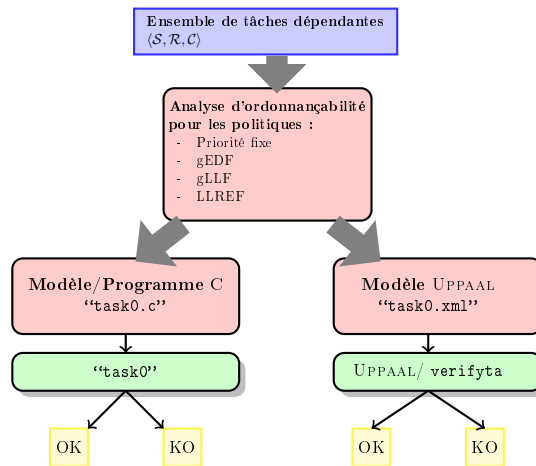 Ensemble de tâches dépendantes
⟨𝒮, ℛ, 𝒞⟩
Analyse d'ordonnançabilité
pour les politiques :
- Priorité fixe
- gEDF
- gLLF
- LLREF
Modèle/Programme C
“task0.c”
Modèle UPPAAL
“task0.xml”
“task0”
UPPAAL/ verifyta
OK
KO
OK
KO